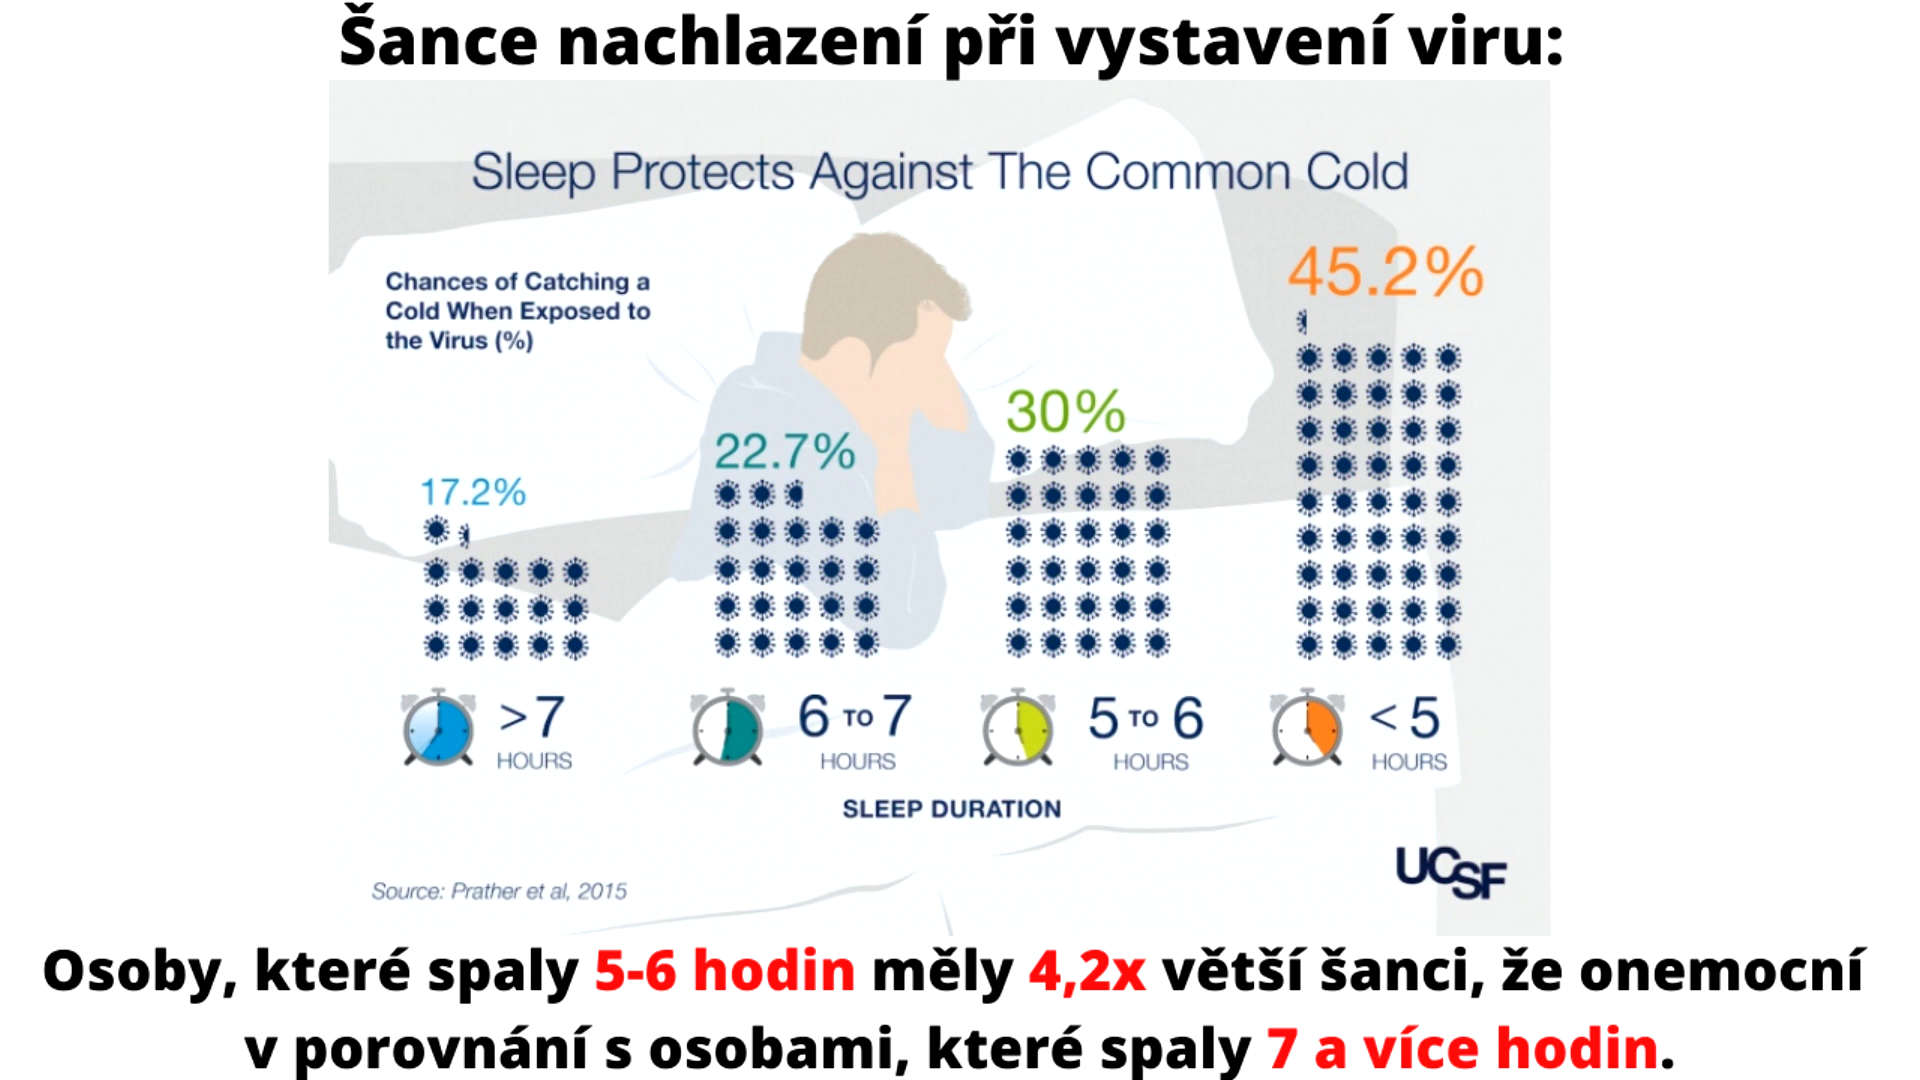 Šance nachlazení při vystavení viru:
Sleep Protects Against The Common Cold
Chances of Catching a
Cold When Exposed to
the Virus (%)
17.2%
22.7%
30%
45.2%
>7
HOURS
6 TO 7
HOURS
5 TO 6
HOURS
< 5
HOURS
SLEEP DURATION
Source: Prather et al, 2015
UCSF
Osoby, které spaly 5-6 hodin měly 4,2x větší šanci, že onemocní
v porovnání s osobami, které spaly 7 a více hodin.